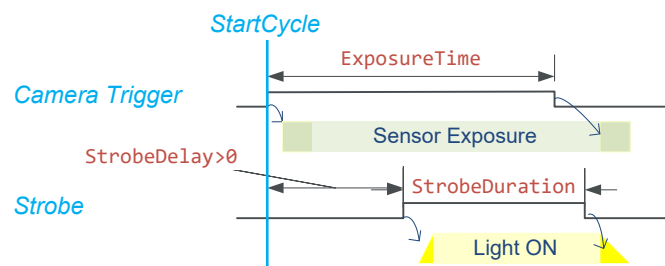 StartCycle
ExposureTime
Camera Trigger
Sensor Exposure
StrobeDelay>0
StrobeDuration
Strobe
Light ON